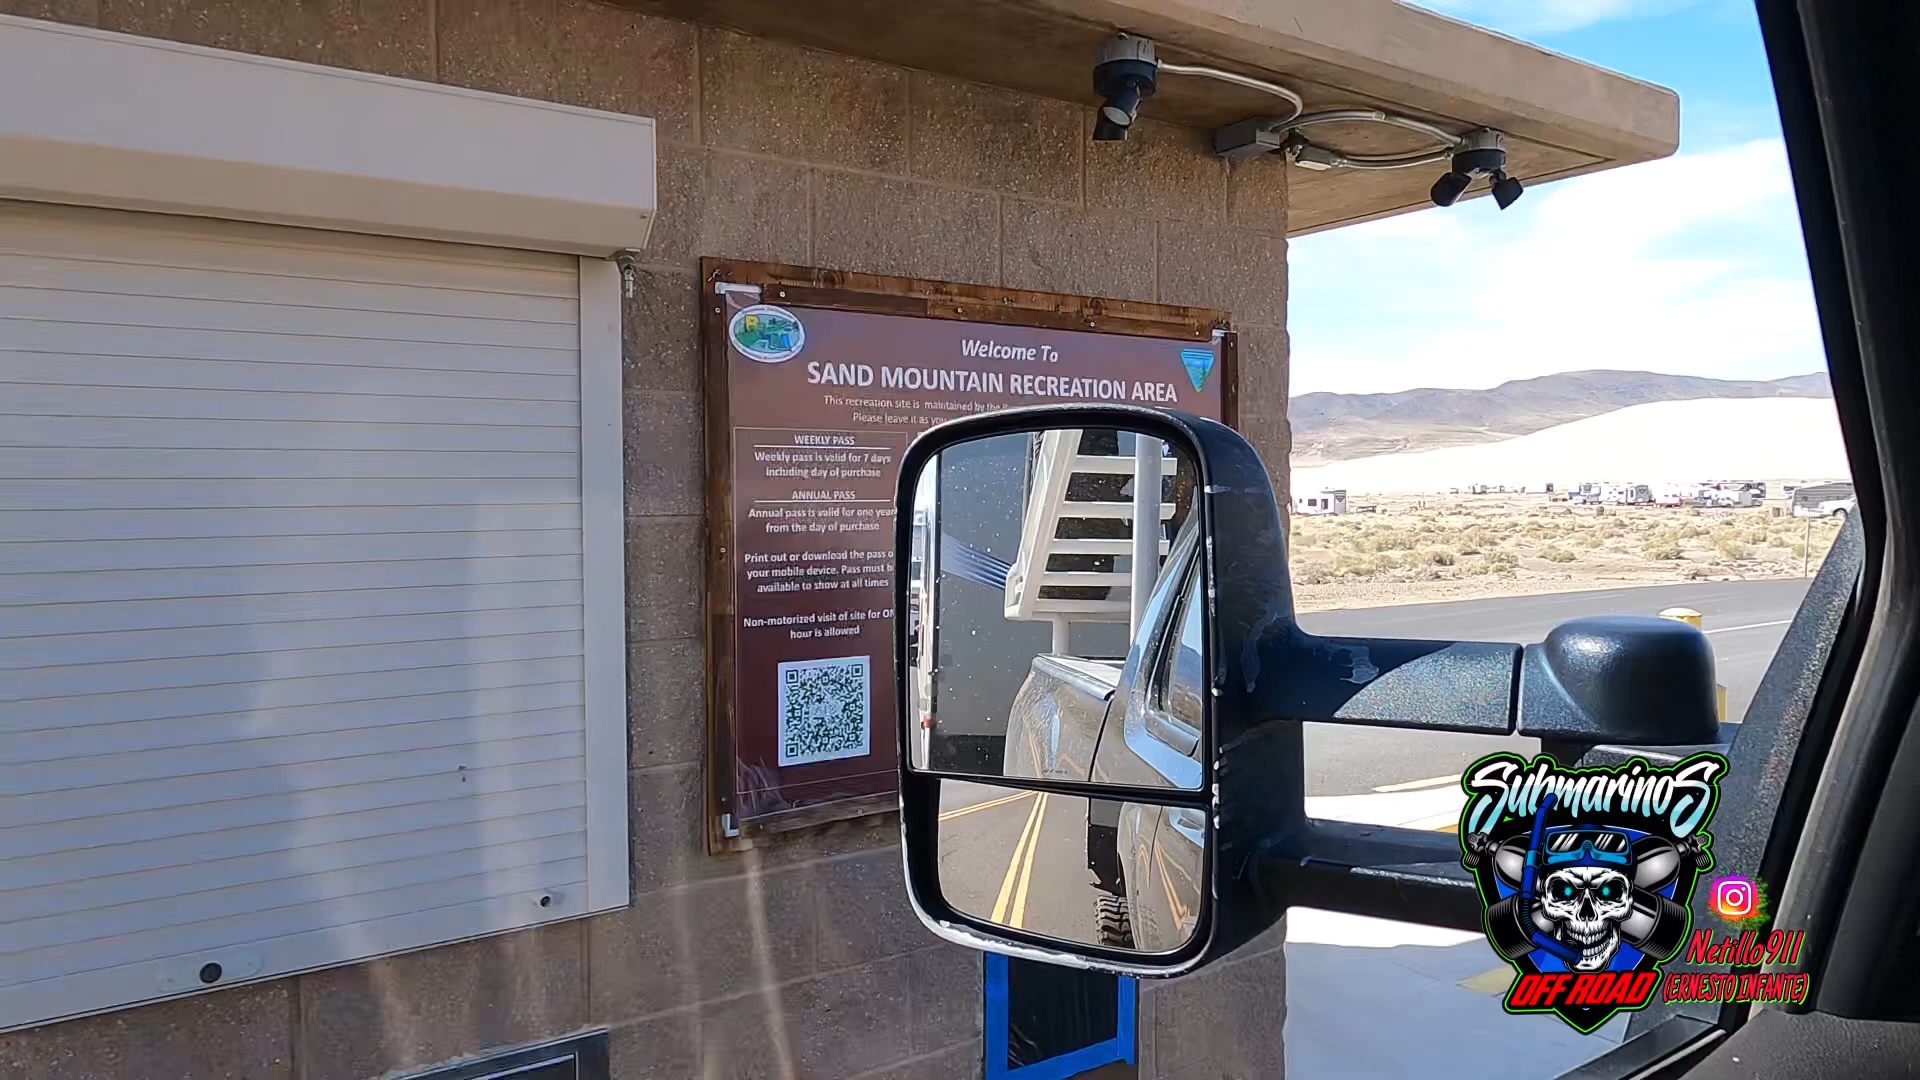 Welcome To
SAND MOUNTAIN RECREATION AREA
This recreation site is maintained by the
Please leave it as you
WEEKLY PASS
Weekly pass is valid for 7 days
including day of purchase
ANNUAL PASS
Annual pass is valid for one year
from the day of purchase
Print out or download the pass
your mobile device. Pass must
available to show at all times
Non-motorized visit of site for
hour is allowed
SubmarinoS
OFF ROAD
Netillo911
(ERNESTO INFANTE)